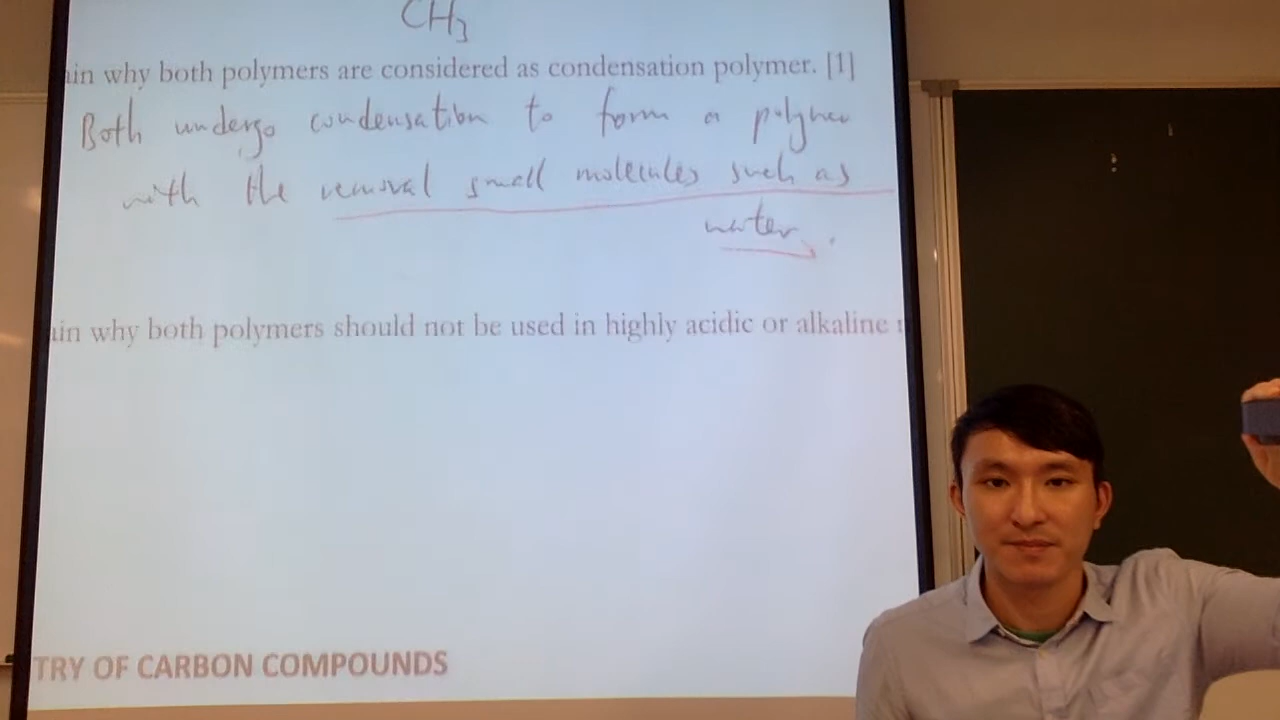 CH3
ain why both polymers are considered as condensation polymer. [1]
Both undergo condensation to form a polymer
with the removal small molecules such as
water.
ain why both polymers should not be used in highly acidic or alkaline
TRY OF CARBON COMPOUNDS